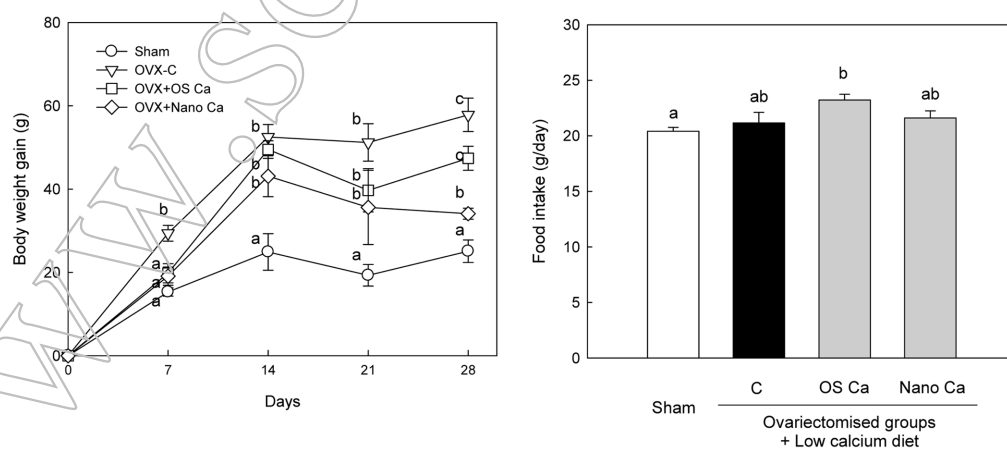 80
60
40
20
0
Body weight gain (g)
Sham
OVX-C
OVX+OS Ca
OVX+Nano Ca
b
a
a
a
b
b
b
a
b
b
b
a
c
c
b
a
0 7 14 21 28
Days
30
25
20
15
10
5
0
Food intake (g/day)
a
ab
b
ab
Sham
C OS Ca Nano Ca
Ovariectomised groups
+ Low calcium diet